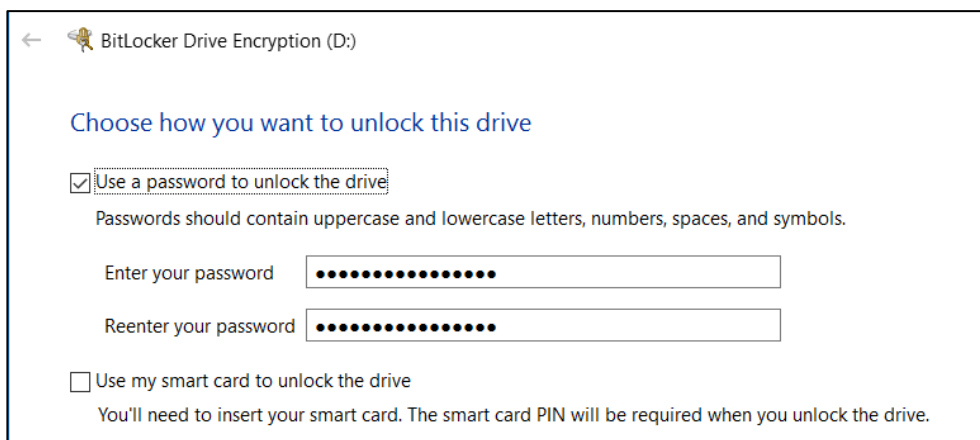 BitLocker Drive Encryption (D:)
Choose how you want to unlock this drive
Use a password to unlock the drive
Passwords should contain uppercase and lowercase letters, numbers, spaces, and symbols.
Enter your password ●●●●●●●●●●●●●●●●
Reenter your password ●●●●●●●●●●●●●●●●
Use my smart card to unlock the drive
You'll need to insert your smart card. The smart card PIN will be required when you unlock the drive.